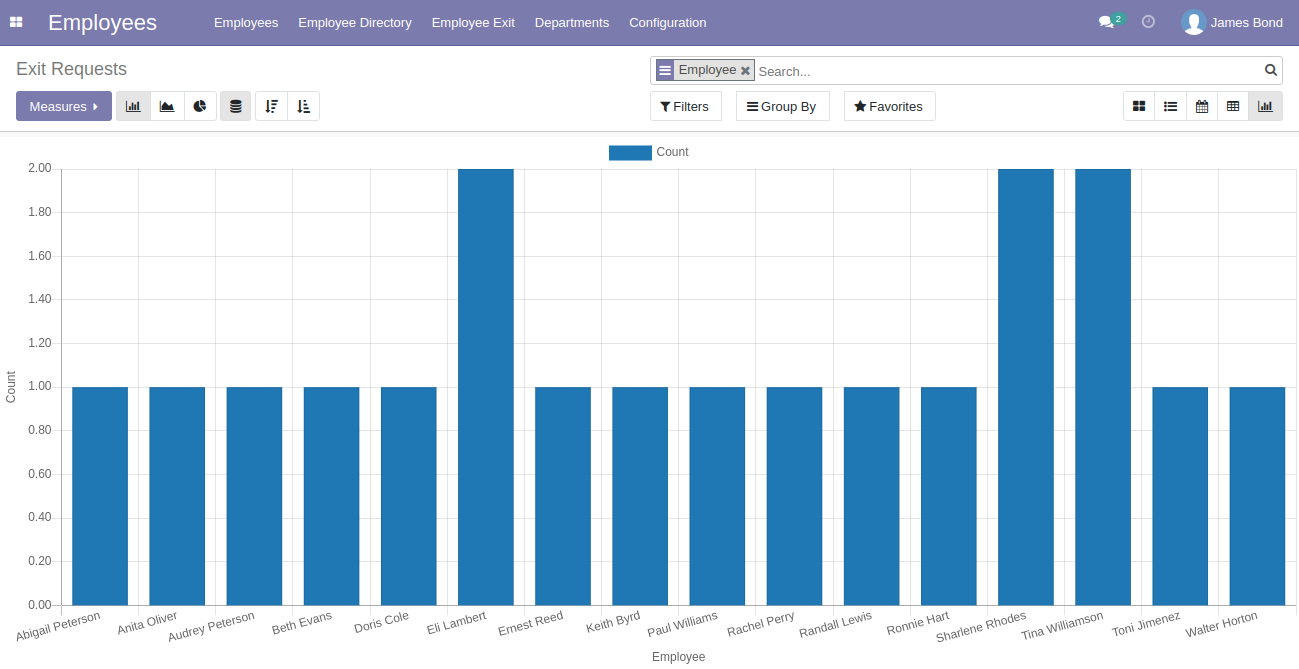 Employees Employees Employee Directory Employee Exit Departments Configuration 2 James Bond
Exit Requests
Employee Search...
Measures
Filters Group By Favorites
Count
2.00
1.80
1.60
1.40
1.20
1.00
0.80
0.60
0.40
0.20
0.00
Count
Abigail Peterson Anita Oliver Audrey Peterson Beth Evans Doris Cole Eli Lambert Ernest Reed Keith Byrd Paul Williams Rachel Perry Randall Lewis Ronnie Hart Sharlene Rhodes Tina Williamson Toni Jimenez Walter Horton
Employee